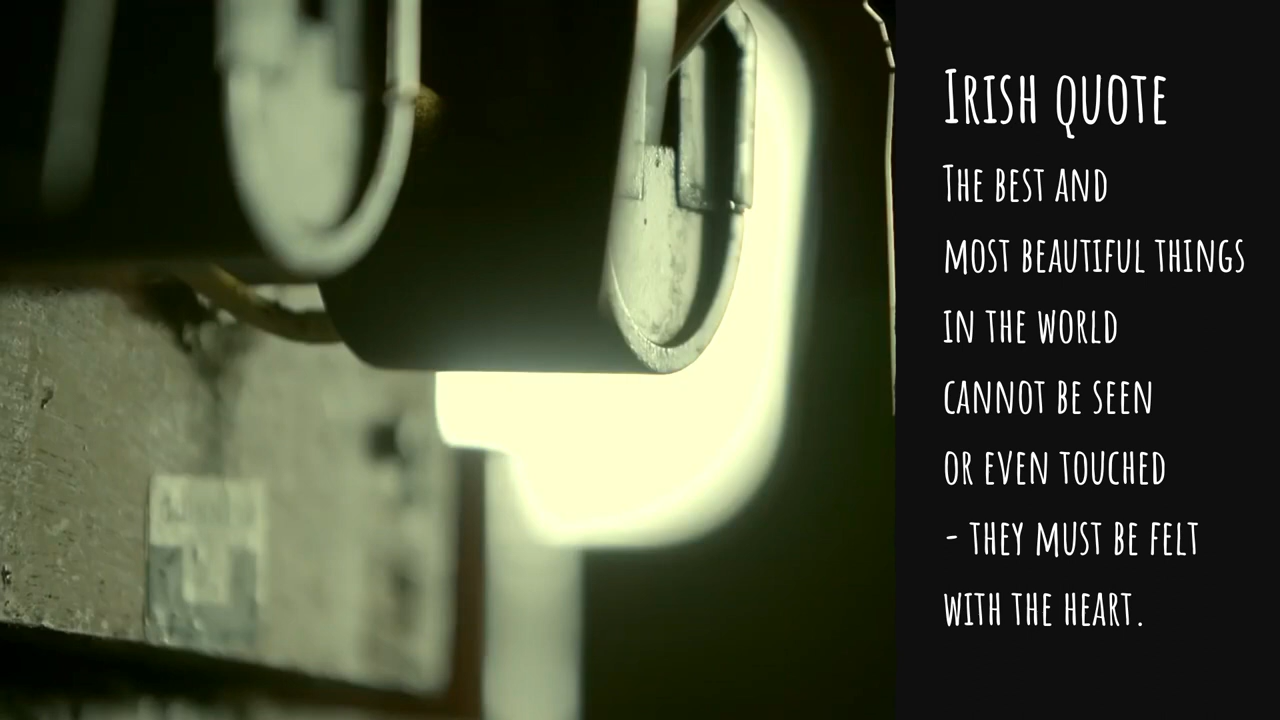 Irish quote
The best and
most beautiful things
in the world
cannot be seen
or even touched
- they must be felt
with the heart.